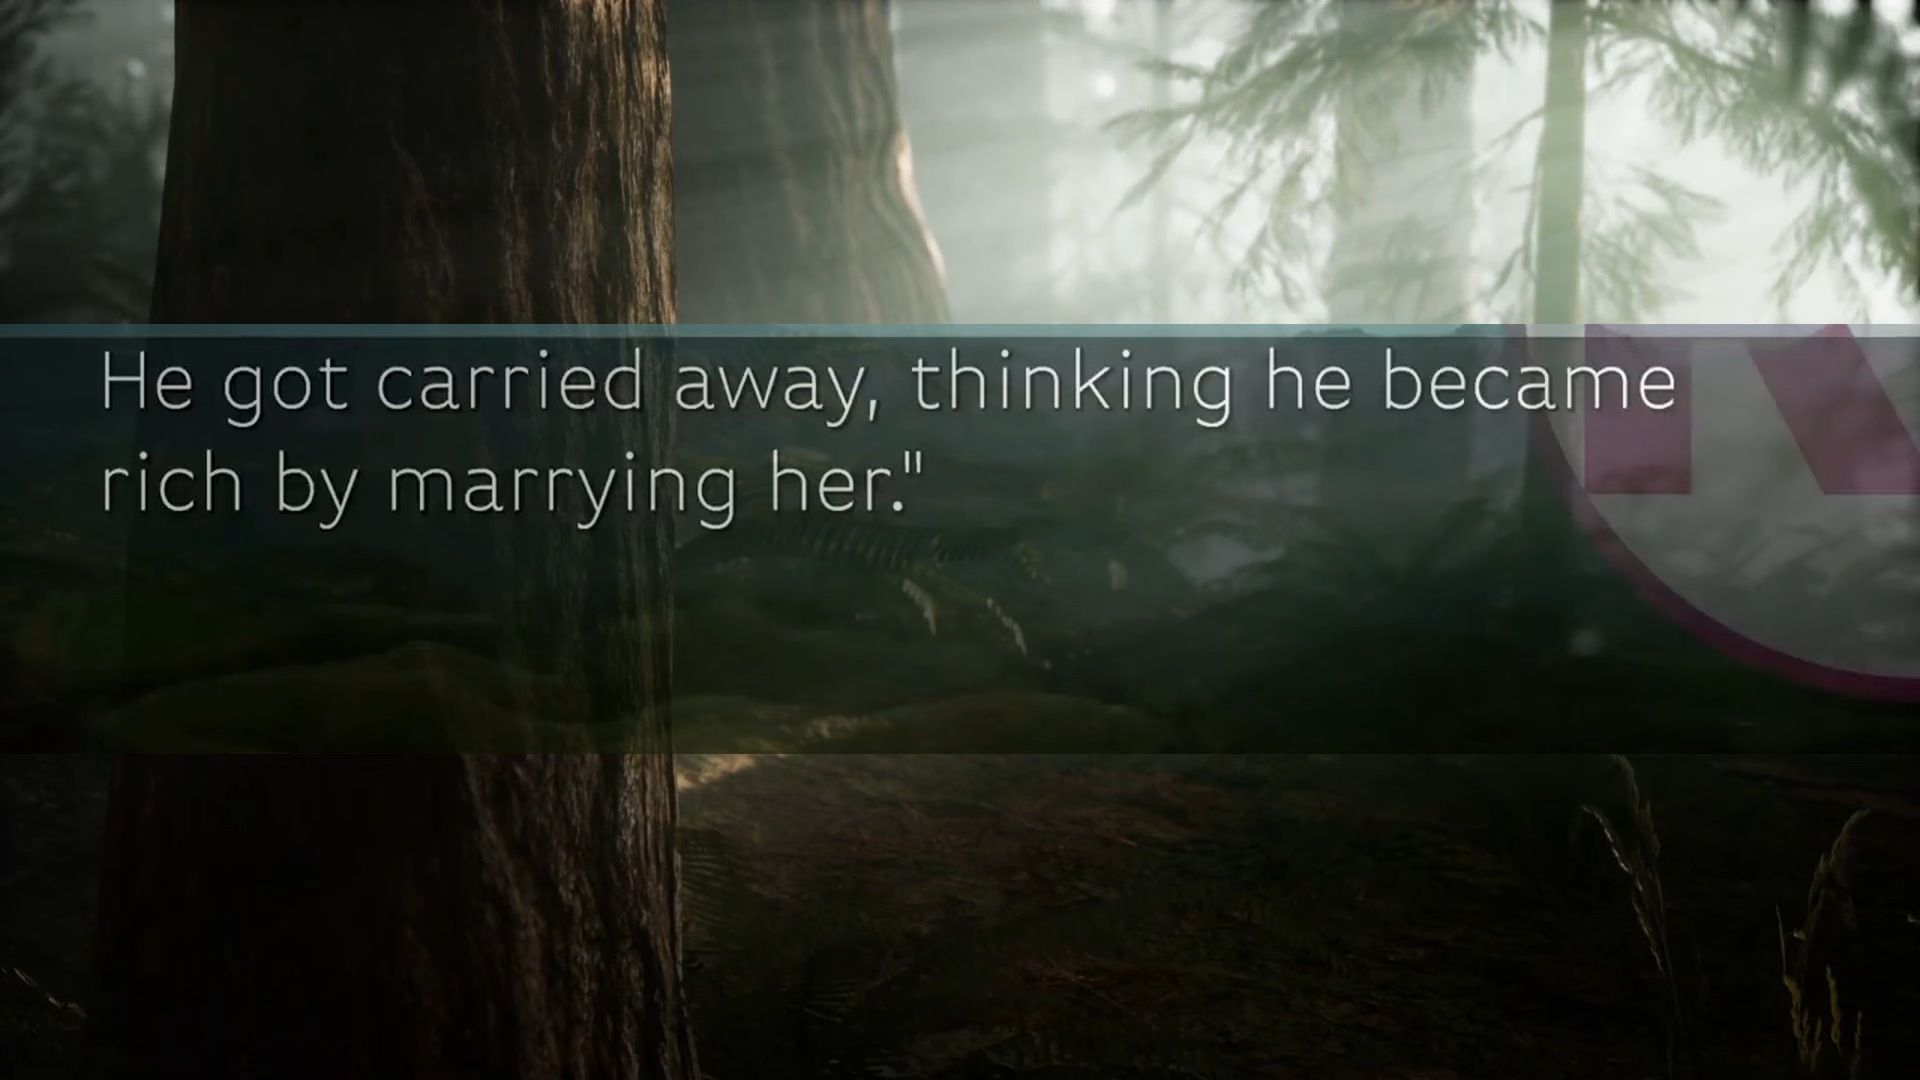 He got carried away, thinking he became
rich by marrying her."